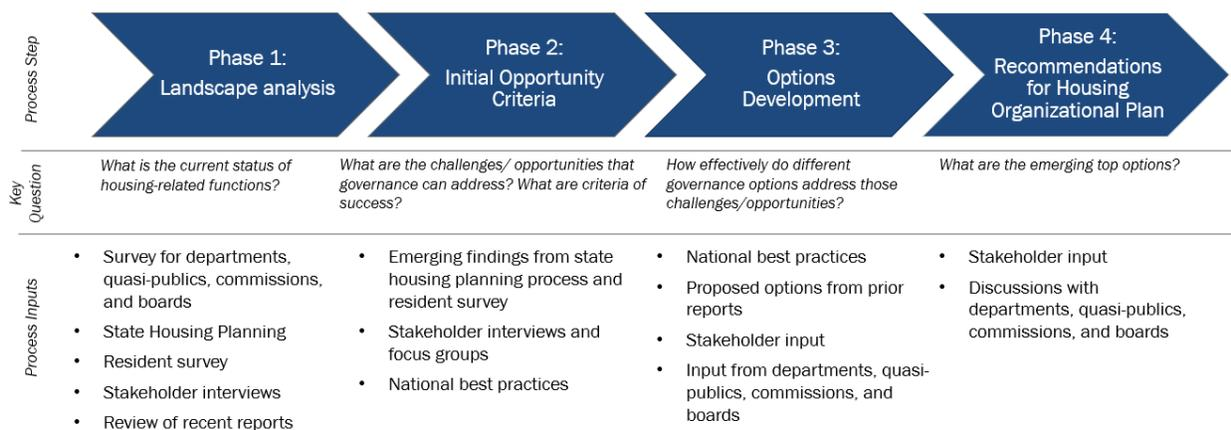 Process Step
Phase 1:
Landscape analysis
Phase 2:
Initial Opportunity
Criteria
Phase 3:
Options
Development
Phase 4:
Recommendations
for Housing
Organizational Plan
Key
Question
What is the current status of
housing-related functions?
What are the challenges/ opportunities that
governance can address? What are criteria of
success?
How effectively do different
governance options address those
challenges/opportunities?
What are the emerging top options?
Process Inputs
• Survey for departments,
quasi-publics, commissions,
and boards
• State Housing Planning
• Resident survey
• Stakeholder interviews
• Review of recent reports
• Emerging findings from state
housing planning process and
resident survey
• Stakeholder interviews and
focus groups
• National best practices
• National best practices
• Proposed options from prior
reports
• Stakeholder input
• Input from departments, quasi-
publics, commissions, and
boards
• Stakeholder input
• Discussions with
departments, quasi-publics,
commissions, and boards